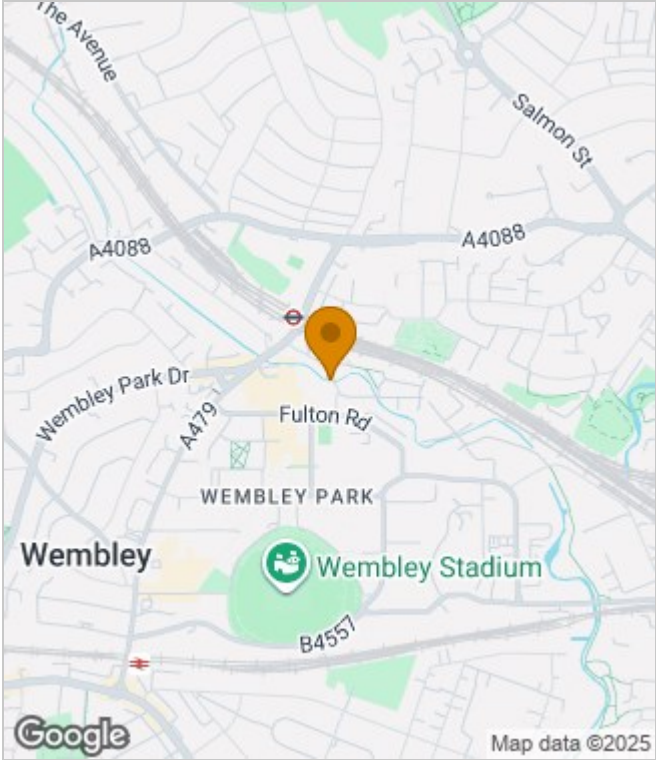 The Avenue
Salmon St
A4088
A4088
Wembley Park Dr
A479
Fulton Rd
WEMBLEY PARK
Wembley
Wembley Stadium
B4557
Google
Map data ©2025